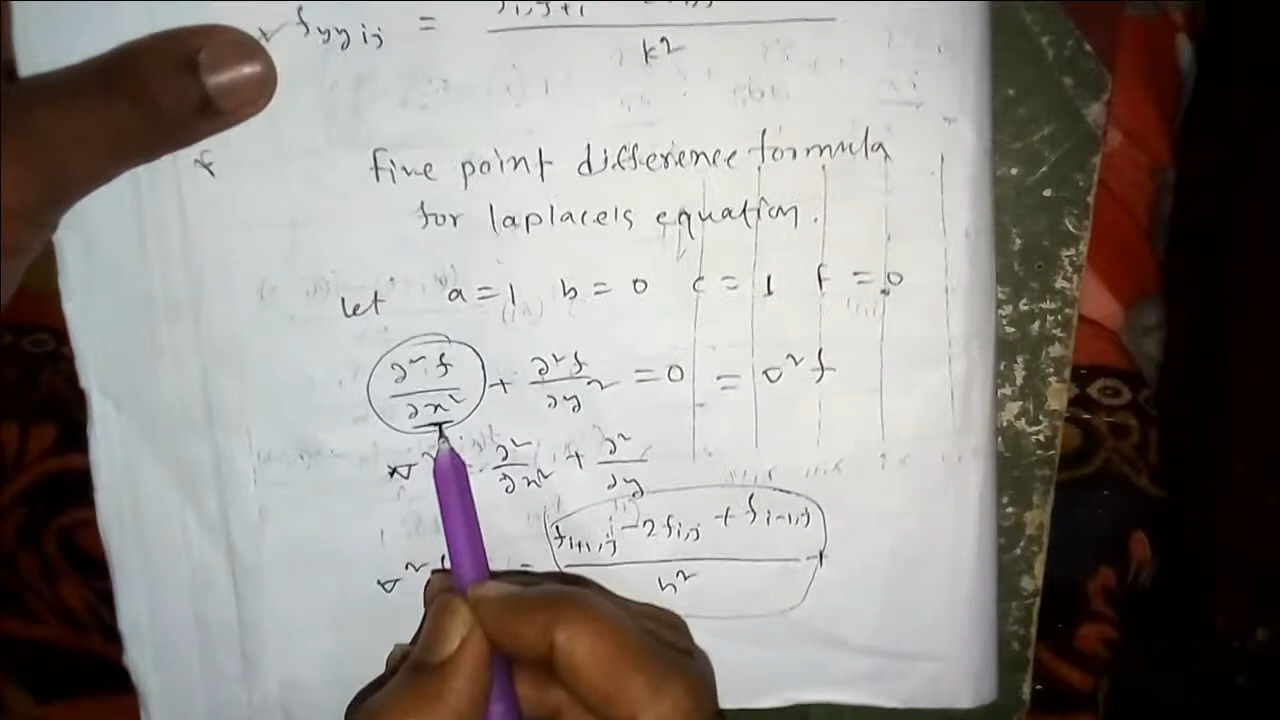 fyy ij =
k²
five point difference formula
for laplace's equation.
let a = 1 b = 0 c = 1 f = 0
∂²f/∂x² + ∂²f/∂y² = 0 = ∇²f
∇² ∂²/∂x² + ∂²/∂y
∇² = fi+1,j - 2fi,j + fi-1,j / h²